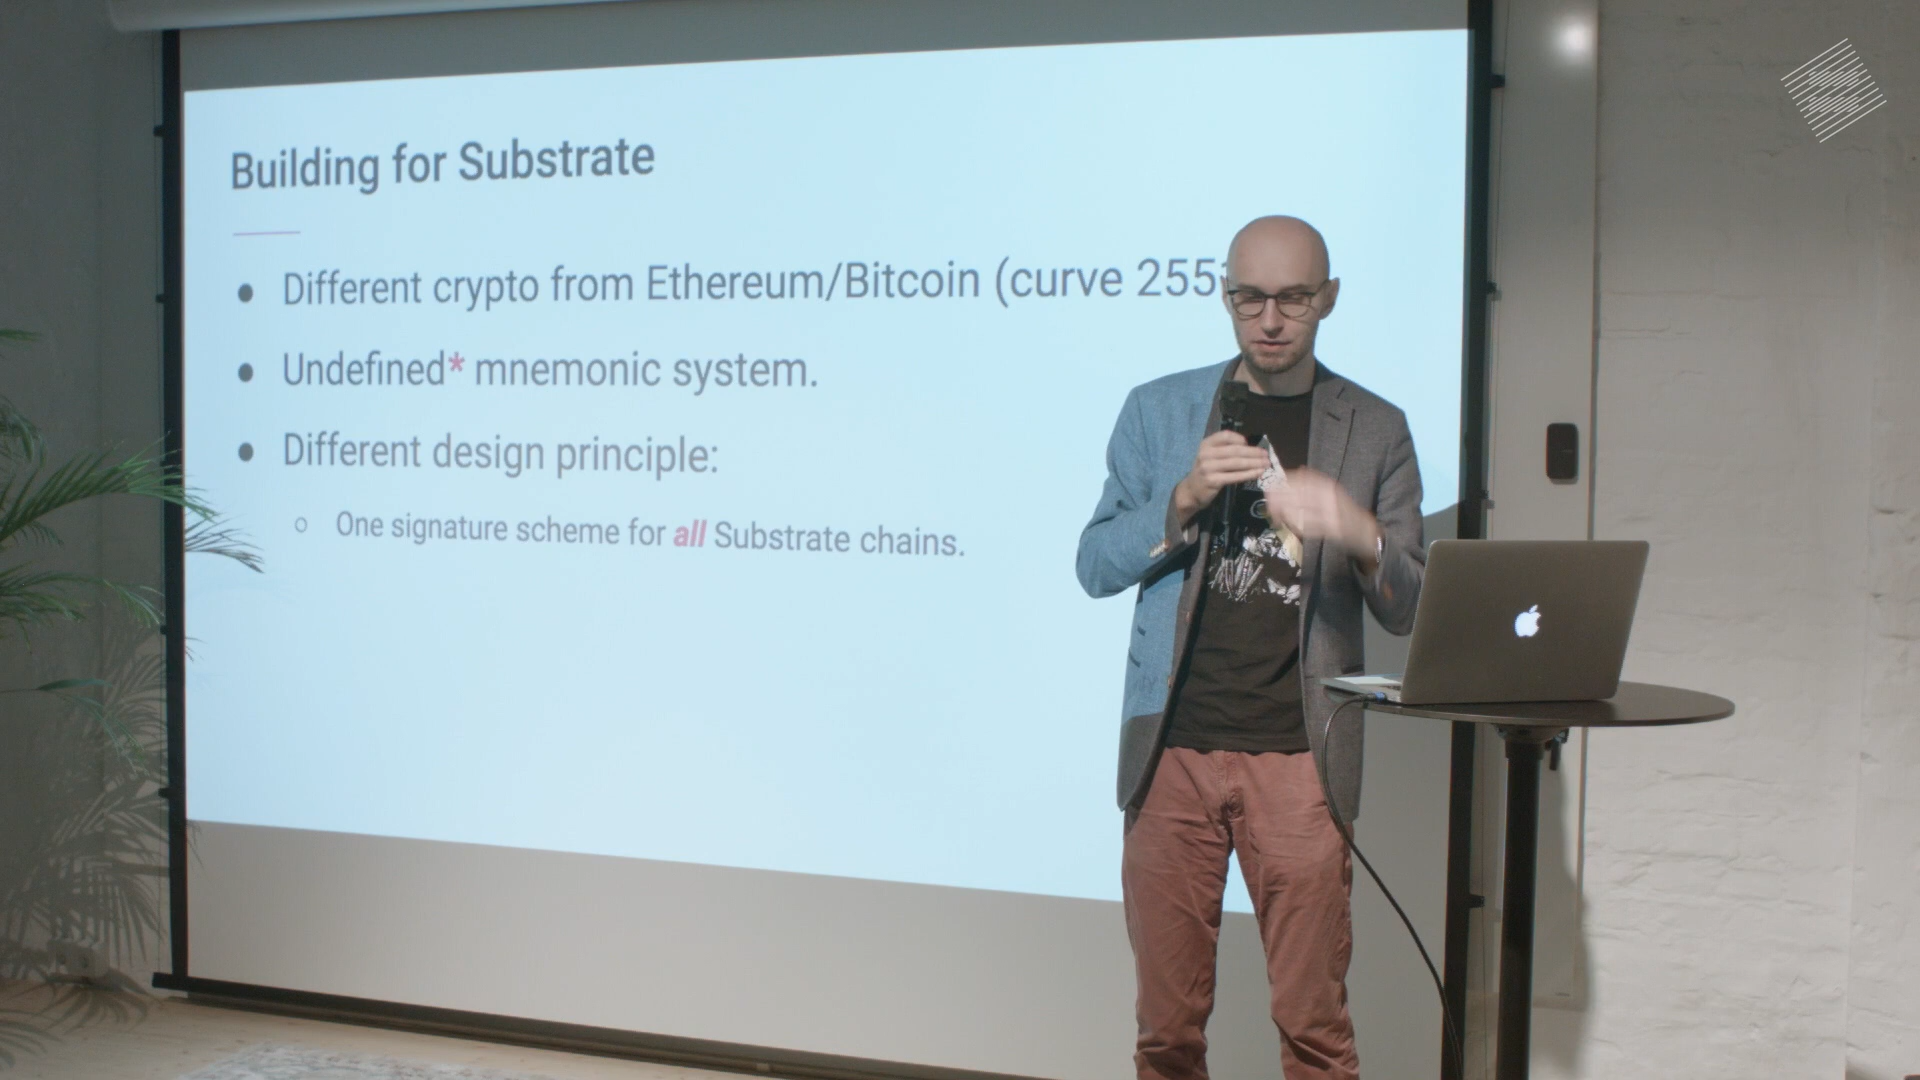 Building for Substrate
● Different crypto from Ethereum/Bitcoin (curve 255
● Undefined* mnemonic system.
● Different design principle:
○ One signature scheme for all Substrate chains.